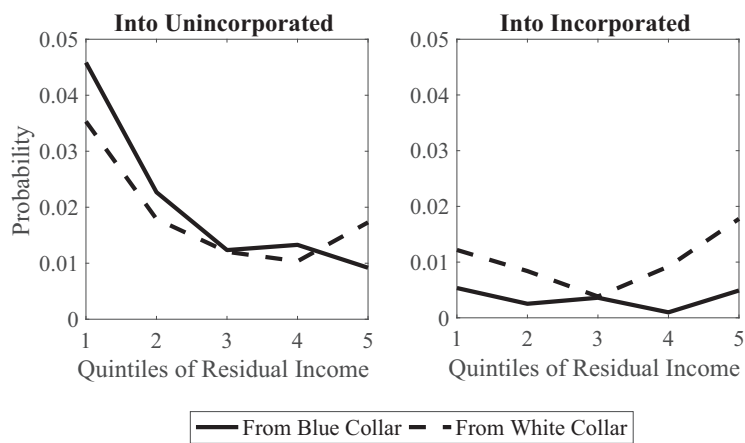 Into Unincorporated
Into Incorporated
Probability
0.05
0.04
0.03
0.02
0.01
0
1 2 3 4 5
Quintiles of Residual Income
0.05
0.04
0.03
0.02
0.01
0
1 2 3 4 5
Quintiles of Residual Income
From Blue Collar
From White Collar